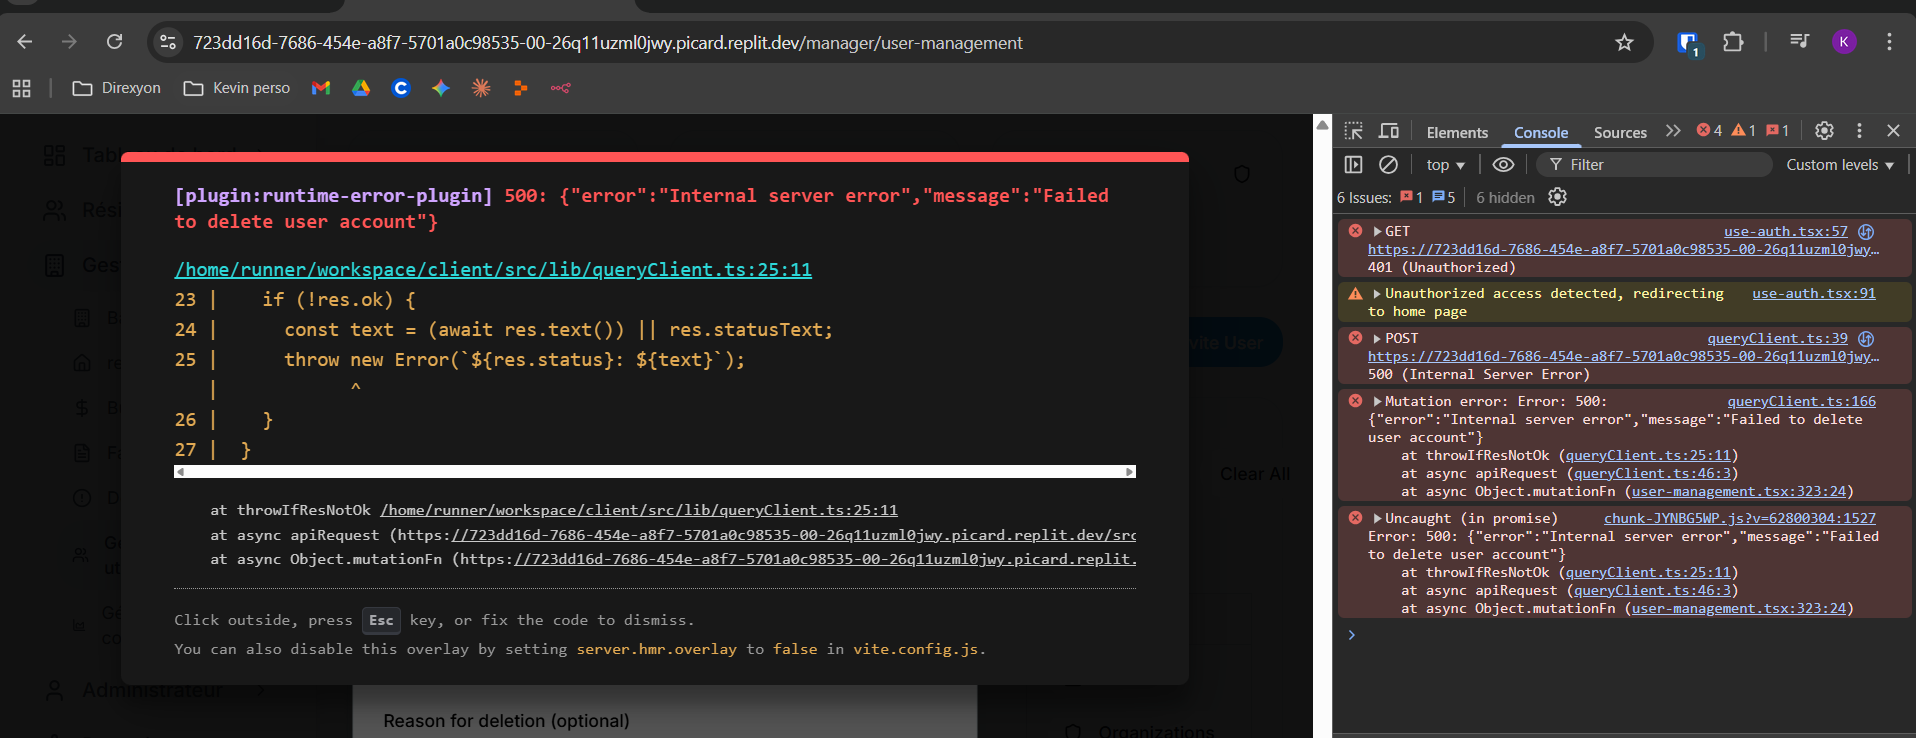 723dd16d-7686-454e-a8f7-5701a0c98535-00-26q11uzml0jwy.picard.replit.dev/manager/user-management
1
K
Direxyon
Kevin perso
[plugin:runtime-error-plugin] 500: {"error":"Internal server error","message":"Failed
to delete user account"}
/home/runner/workspace/client/src/lib/queryClient.ts:25:11
23 |    if (!res.ok) {
24 |      const text = (await res.text()) || res.statusText;
25 |      throw new Error(`${res.status}: ${text}`);
   |            ^
26 |    }
27 |  }
at throwIfResNotOk /home/runner/workspace/client/src/lib/queryClient.ts:25:11
at async apiRequest (https://723dd16d-7686-454e-a8f7-5701a0c98535-00-26q11uzml0jwy.picard.replit.dev/src
at async Object.mutationFn (https://723dd16d-7686-454e-a8f7-5701a0c98535-00-26q11uzml0jwy.picard.replit.
Click outside, press Esc key, or fix the code to dismiss.
You can also disable this overlay by setting server.hmr.overlay to false in vite.config.js.
vite User
Clear All
Administrateur
Reason for deletion (optional)
Organizations
Elements
Console
Sources
4
1
1
top
Filter
Custom levels
6 Issues:
1
5
6 hidden
GET use-auth.tsx:57
https://723dd16d-7686-454e-a8f7-5701a0c98535-00-26q11uzml0jwy…
401 (Unauthorized)
Unauthorized access detected, redirecting use-auth.tsx:91
to home page
POST queryClient.ts:39
https://723dd16d-7686-454e-a8f7-5701a0c98535-00-26q11uzml0jwy…
500 (Internal Server Error)
Mutation error: Error: 500: queryClient.ts:166
{"error":"Internal server error","message":"Failed to delete
user account"}
at throwIfResNotOk (queryClient.ts:25:11)
at async apiRequest (queryClient.ts:46:3)
at async Object.mutationFn (user-management.tsx:323:24)
Uncaught (in promise) chunk-JYNBG5WP.js?v=62800304:1527
Error: 500: {"error":"Internal server error","message":"Failed
to delete user account"}
at throwIfResNotOk (queryClient.ts:25:11)
at async apiRequest (queryClient.ts:46:3)
at async Object.mutationFn (user-management.tsx:323:24)